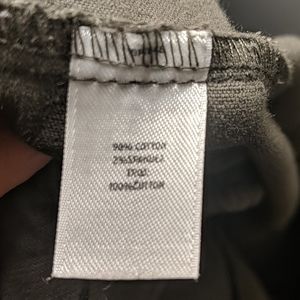 98% COTTON
2% SPANDEX
TRIM
100% COTTON